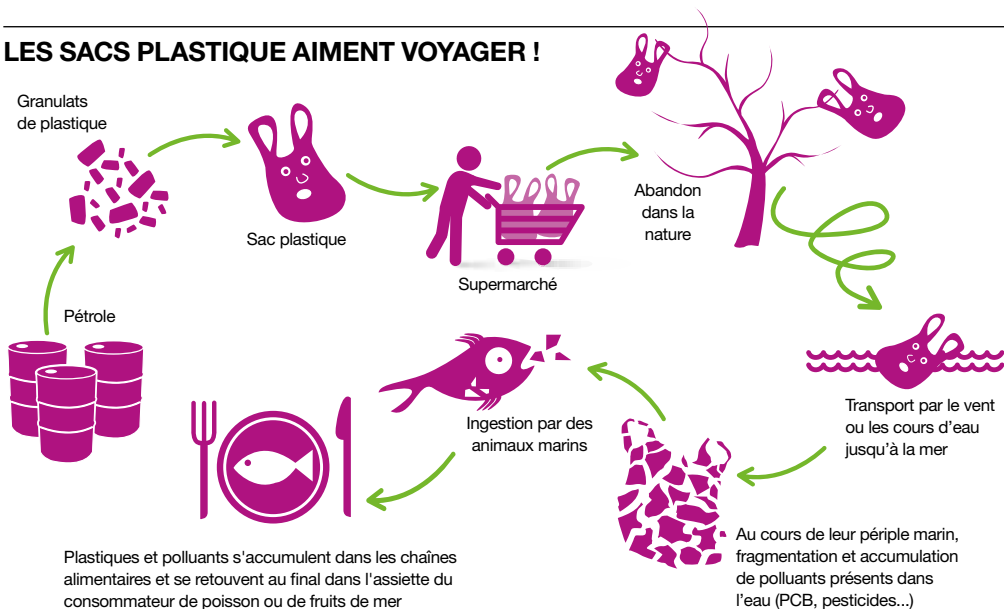 LES SACS PLASTIQUE AIMENT VOYAGER !
Granulats
de plastique
Sac plastique
Supermarché
Abandon
dans la
nature
Pétrole
Transport par le vent
ou les cours d'eau
jusqu'à la mer
Ingestion par des
animaux marins
Au cours de leur périple marin,
fragmentation et accumulation
de polluants présents dans
l'eau (PCB, pesticides...)
Plastiques et polluants s'accumulent dans les chaînes
alimentaires et se retouvent au final dans l'assiette du
consommateur de poisson ou de fruits de mer